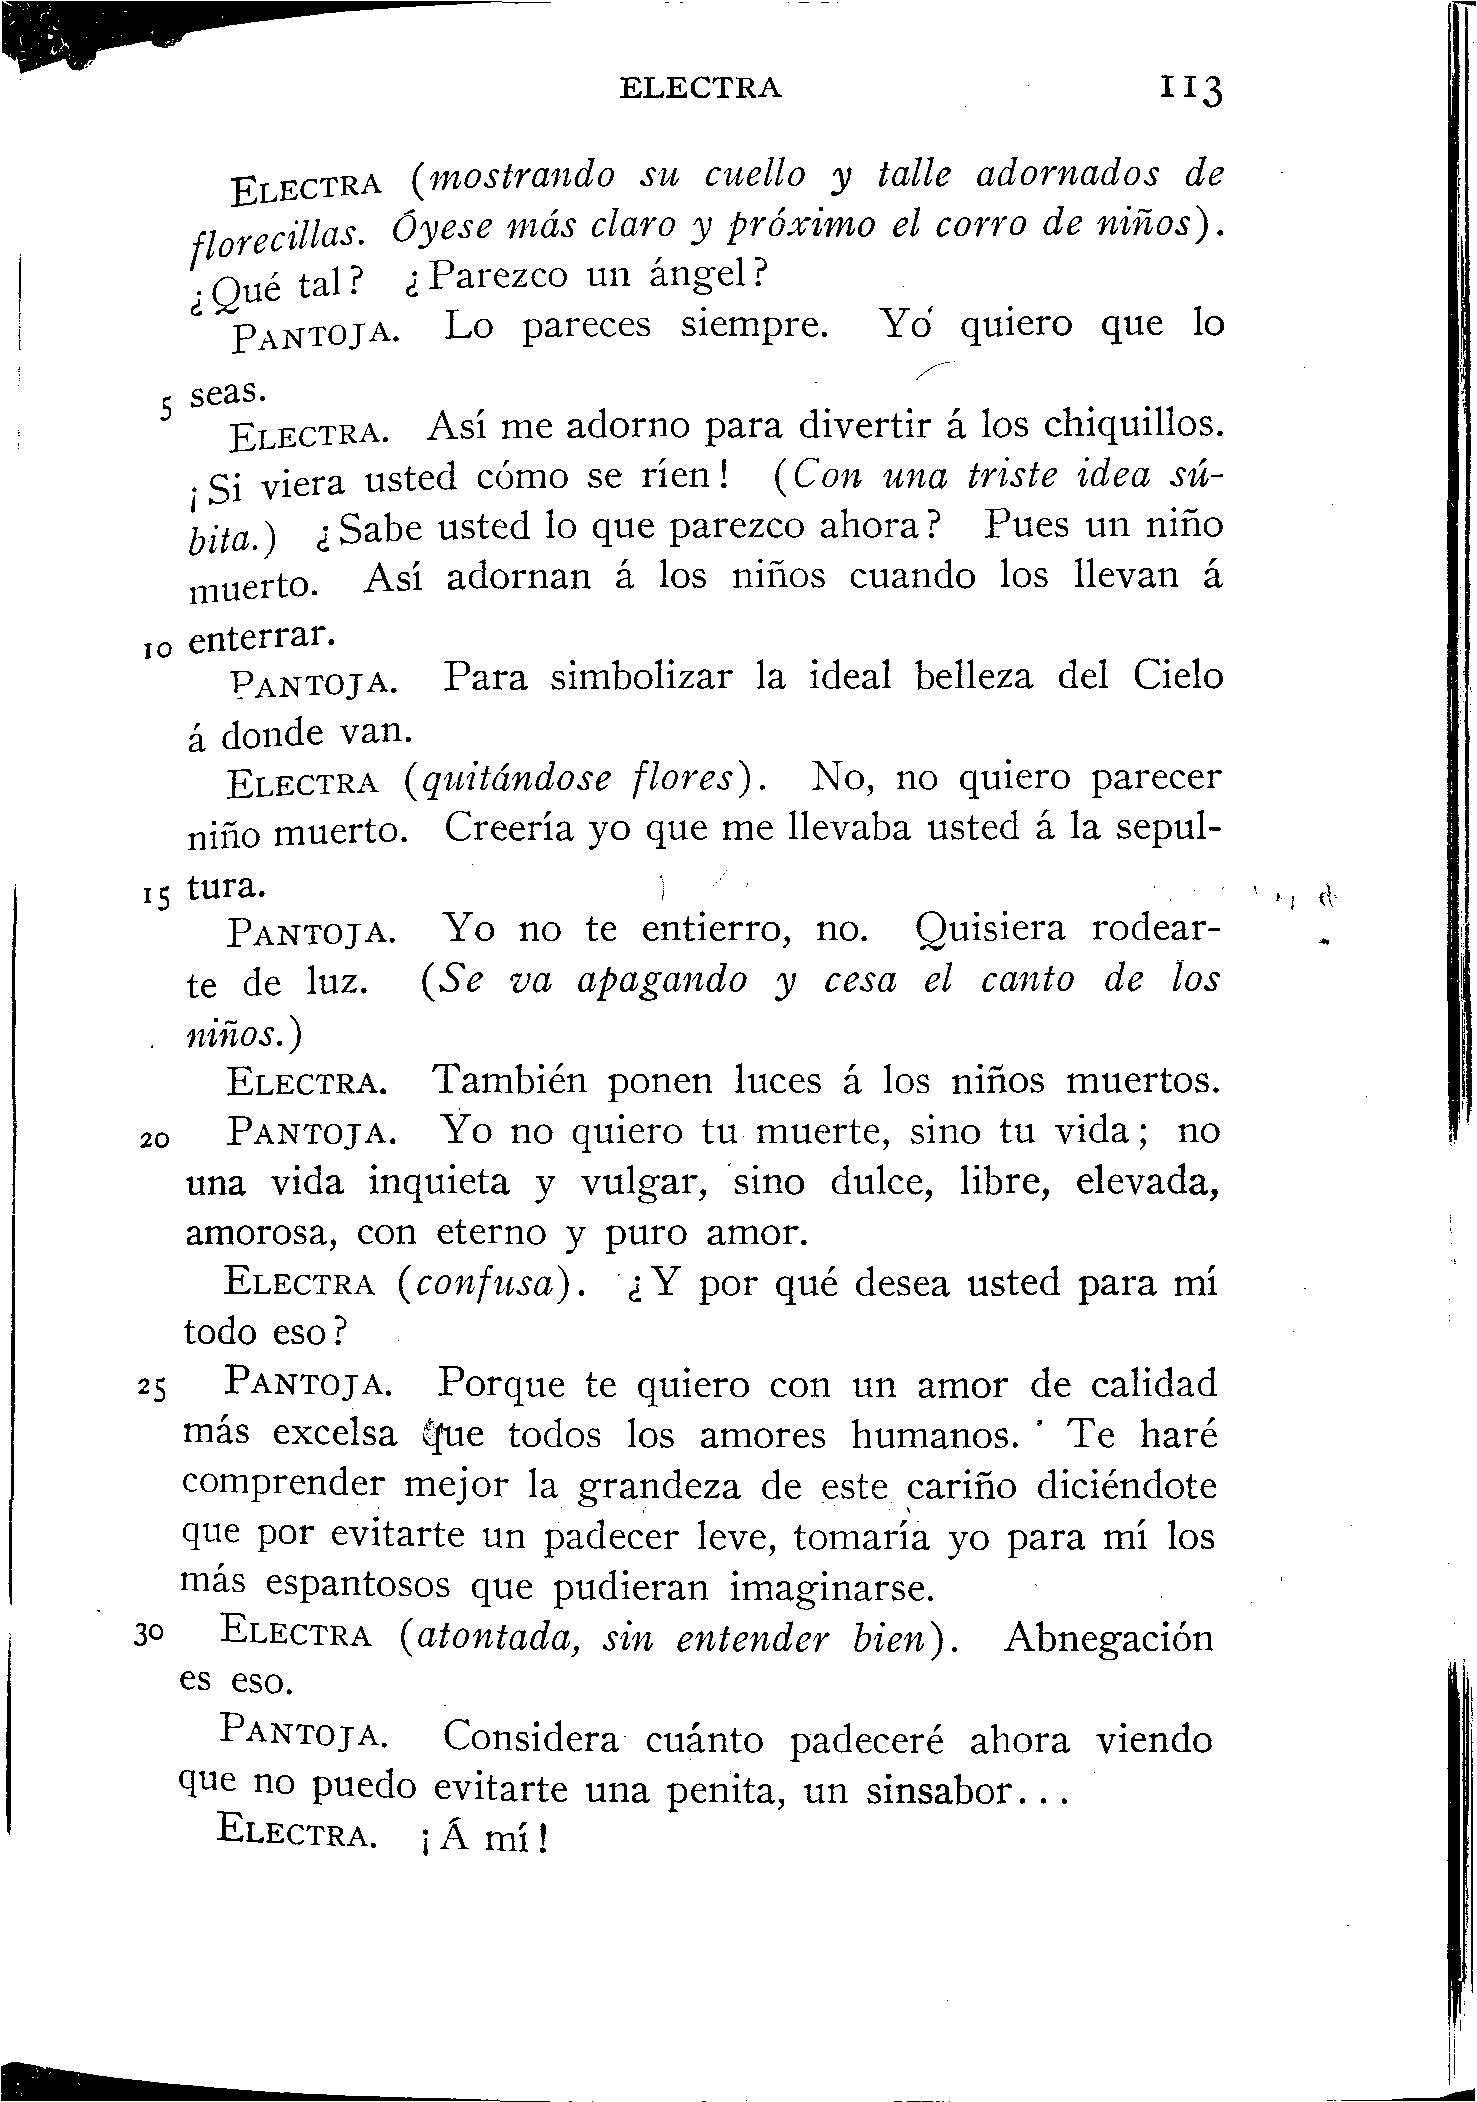 ELECTRA 113
ELECTRA (mostrando su cuello y talle adornados de
florecillas. Óyese más claro y próximo el corro de niños).
¿Qué tal? ¿Parezco un ángel?
PANTOJA. Lo pareces siempre. Yo quiero que lo
5 seas.
ELECTRA. Así me adorno para divertir á los chiquillos.
¡Si viera usted cómo se ríen! (Con una triste idea sú-
bita.) ¿Sabe usted lo que parezco ahora? Pues un niño
muerto. Así adornan á los niños cuando los llevan á
10 enterrar.
PANTOJA. Para simbolizar la ideal belleza del Cielo
á donde van.
ELECTRA (quitándose flores). No, no quiero parecer
niño muerto. Creería yo que me llevaba usted á la sepul-
15 tura.
PANTOJA. Yo no te entierro, no. Quisiera rodear-
te de luz. (Se va apagando y cesa el canto de los
niños.)
ELECTRA. También ponen luces á los niños muertos.
20 PANTOJA. Yo no quiero tu muerte, sino tu vida; no
una vida inquieta y vulgar, sino dulce, libre, elevada,
amorosa, con eterno y puro amor.
ELECTRA (confusa). ¿Y por qué desea usted para mí
todo eso?
25 PANTOJA. Porque te quiero con un amor de calidad
más excelsa que todos los amores humanos. Te haré
comprender mejor la grandeza de este cariño diciéndote
que por evitarte un padecer leve, tomaría yo para mí los
más espantosos que pudieran imaginarse.
30 ELECTRA (atontada, sin entender bien). Abnegación
es eso.
PANTOJA. Considera cuánto padeceré ahora viendo
que no puedo evitarte una penita, un sinsabor...
ELECTRA. ¡Á mí!